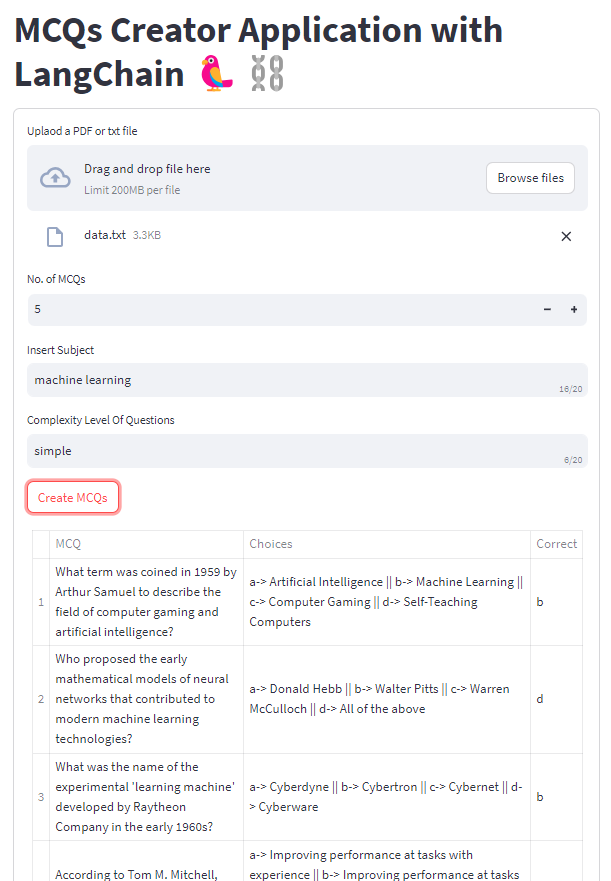 MCQs Creator Application with
LangChain 🦜 ⛓
Uplaod a PDF or txt file
Drag and drop file here
Limit 200MB per file
Browse files
data.txt 3.3KB
No. of MCQs
5
Insert Subject
machine learning
16/20
Complexity Level Of Questions
simple
6/20
Create MCQs
MCQ Choices Correct
1
What term was coined in 1959 by
Arthur Samuel to describe the
field of computer gaming and
artificial intelligence?
a-> Artificial Intelligence || b-> Machine Learning ||
c-> Computer Gaming || d-> Self-Teaching
Computers
b
2
Who proposed the early
mathematical models of neural
networks that contributed to
modern machine learning
technologies?
a-> Donald Hebb || b-> Walter Pitts || c-> Warren
McCulloch || d-> All of the above
d
3
What was the name of the
experimental 'learning machine'
developed by Raytheon
Company in the early 1960s?
a-> Cyberdyne || b-> Cybertron || c-> Cybernet || d-
> Cyberware
b
According to Tom M. Mitchell,
a-> Improving performance at tasks with
experience || b-> Improving performance at tasks